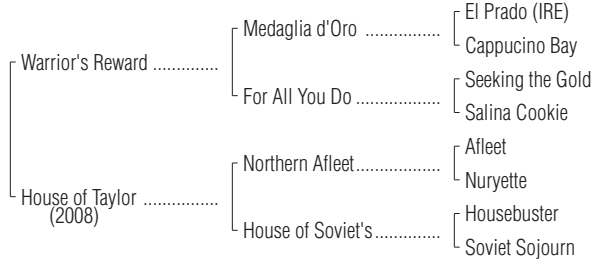 El Prado (IRE)
Medaglia d'Oro .................
Cappucino Bay
Warrior's Reward ..............
Seeking the Gold
For All You Do ..................
Salina Cookie
Afleet
Northern Afleet.................
Nuryette
House of Taylor ................
(2008)
Housebuster
House of Soviet's.............
Soviet Sojourn